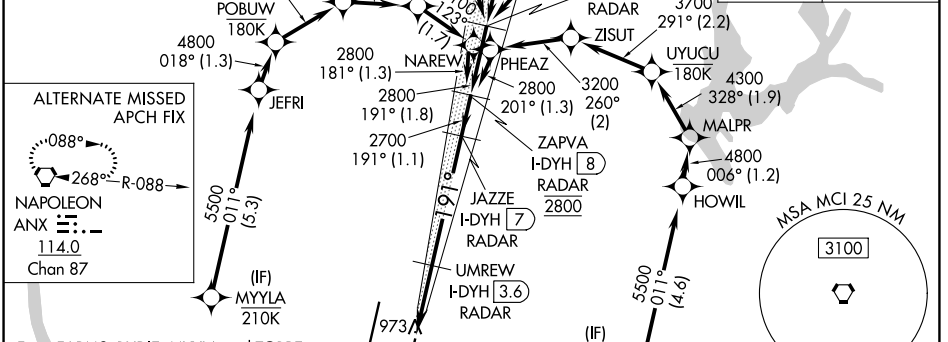 POBUW
180K
123°
(1.7)
RADAR
3700
291° (2.2)
4800
018° (1.3)
2800
181° (1.3)
NAREW
PHEAZ
ZISUT
UYUCU
180K
JEFRI
2800
191° (1.8)
2800
201° (1.3)
3200
260°
(2)
4300
328° (1.9)
MALPR
2700
191° (1.1)
ZAPVA
I-DYH 8
RADAR
2800
4800
006° (1.2)
HOWIL
ALTERNATE MISSED
APCH FIX
088°
268°
R-088
NAPOLEON
ANX
114.0
Chan 87
5500
011°
(5.3)
191°
JAZZE
I-DYH 7
RADAR
MSA MCI 25 NM
3100
(IF)
MYYLA
210K
UMREW
I-DYH 3.6
RADAR
5500
011°
(4.6)
973
(IF)